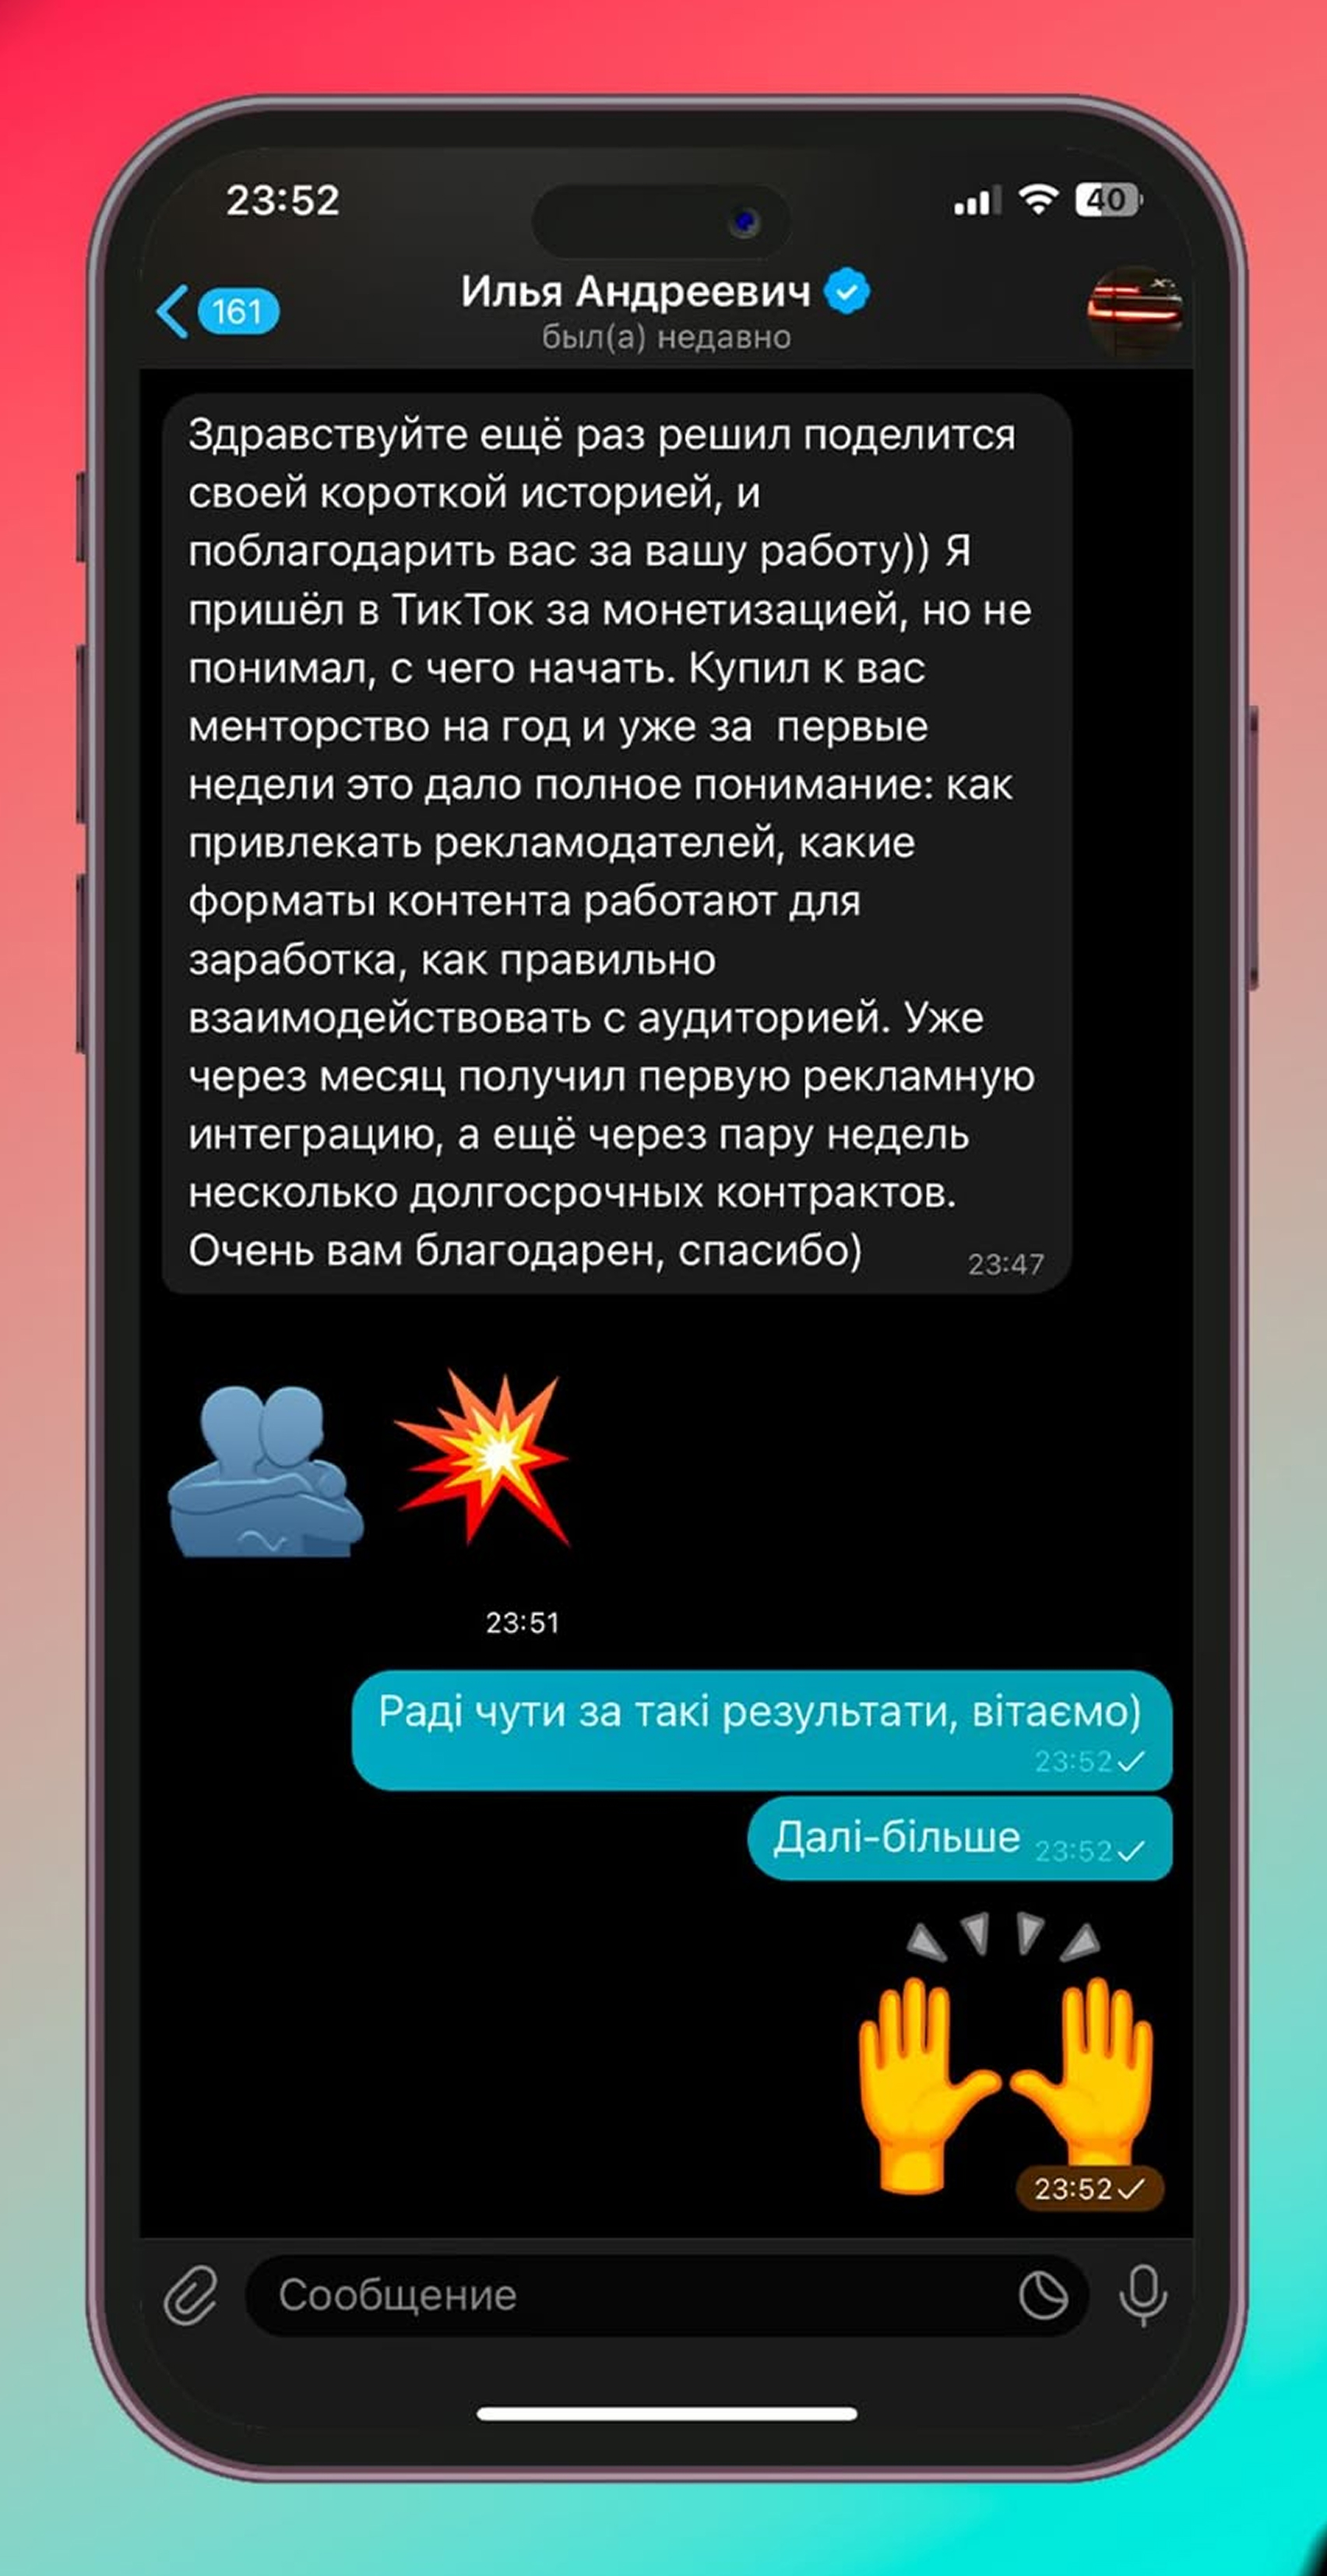 23:52
40
161
Илья Андреевич
был(а) недавно
Здравствуйте ещё раз решил поделится
своей короткой историей, и
поблагодарить вас за вашу работу)) Я
пришёл в ТикТок за монетизацией, но не
понимал, с чего начать. Купил к вас
менторство на год и уже за  первые
недели это дало полное понимание: как
привлекать рекламодателей, какие
форматы контента работают для
заработка, как правильно
взаимодействовать с аудиторией. Уже
через месяц получил первую рекламную
интеграцию, а ещё через пару недель
несколько долгосрочных контрактов.
Очень вам благодарен, спасибо)
23:47
23:51
Раді чути за такі результати, вітаємо)
23:52
Далі-більше 23:52
23:52
Сообщение